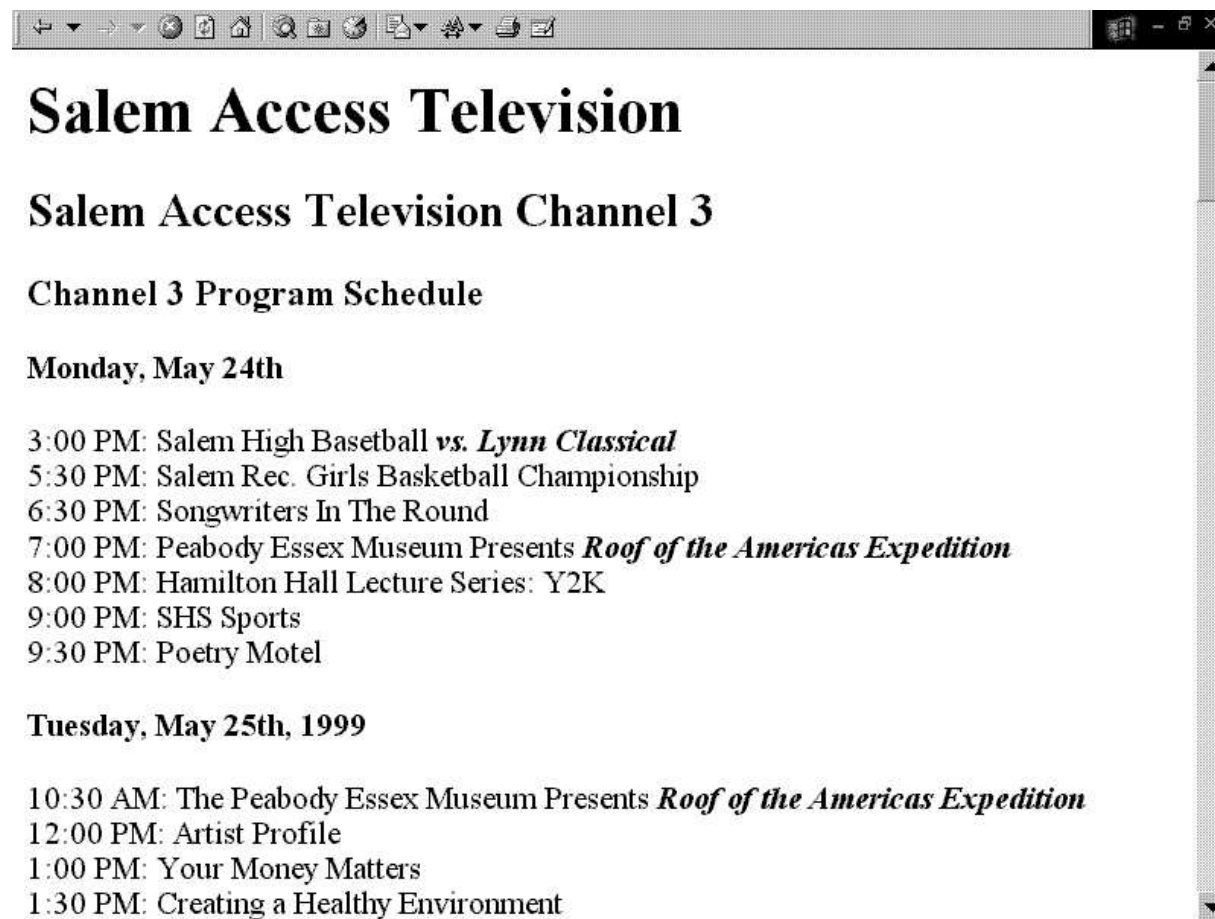 Salem Access Television
Salem Access Television Channel 3
Channel 3 Program Schedule
Monday, May 24th
3:00 PM: Salem High Basetball vs. Lynn Classical
5:30 PM: Salem Rec. Girls Basketball Championship
6:30 PM: Songwriters In The Round
7:00 PM: Peabody Essex Museum Presents Roof of the Americas Expedition
8:00 PM: Hamilton Hall Lecture Series: Y2K
9:00 PM: SHS Sports
9:30 PM: Poetry Motel
Tuesday, May 25th, 1999
10:30 AM: The Peabody Essex Museum Presents Roof of the Americas Expedition
12:00 PM: Artist Profile
1:00 PM: Your Money Matters
1:30 PM: Creating a Healthy Environment